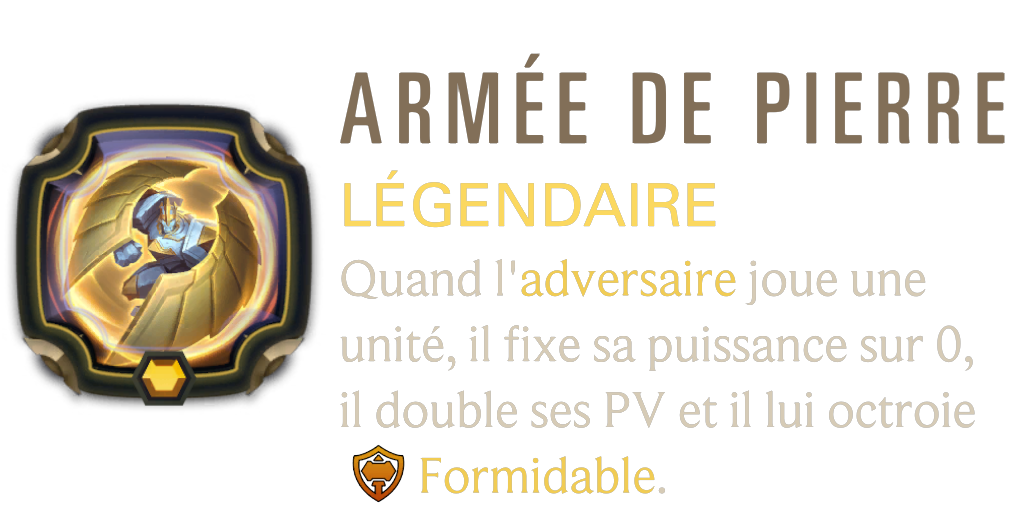 ARMÉE DE PIERRE
LÉGENDAIRE
Quand l'adversaire joue une
unité, il fixe sa puissance sur 0,
il double ses PV et il lui octroie
Formidable.